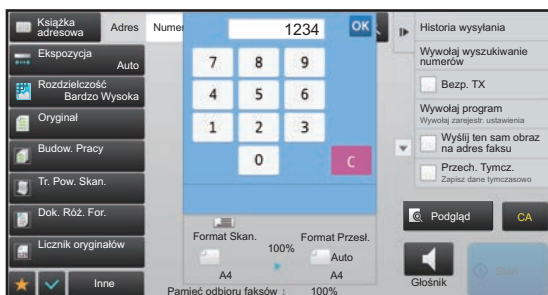 Książka
adresowa
Adres
Numer
1234
OK
Historia wysyłania
Ekspozycja
Auto
Wywołaj wyszukiwanie
numerów
7 8 9
Bezp. TX
Rozdzielczość
Bardzo Wysoka
4 5 6
Wywołaj program
Wywołaj zarejestr. ustawienia
Oryginał
1 2 3
Wyślij ten sam obraz
na adres faksu
Budow. Pracy
0 C
Przech. Tymcz.
Zapisz dane tymczasowo
Tr. Pow. Skan.
Dok. Róż. For.
Podgląd
CA
Format Skan.
100%
Format Przesł.
Auto
Licznik oryginałów
A4
A4
Głośnik
Start
Inne
Pamięć odbioru faksów : 100%